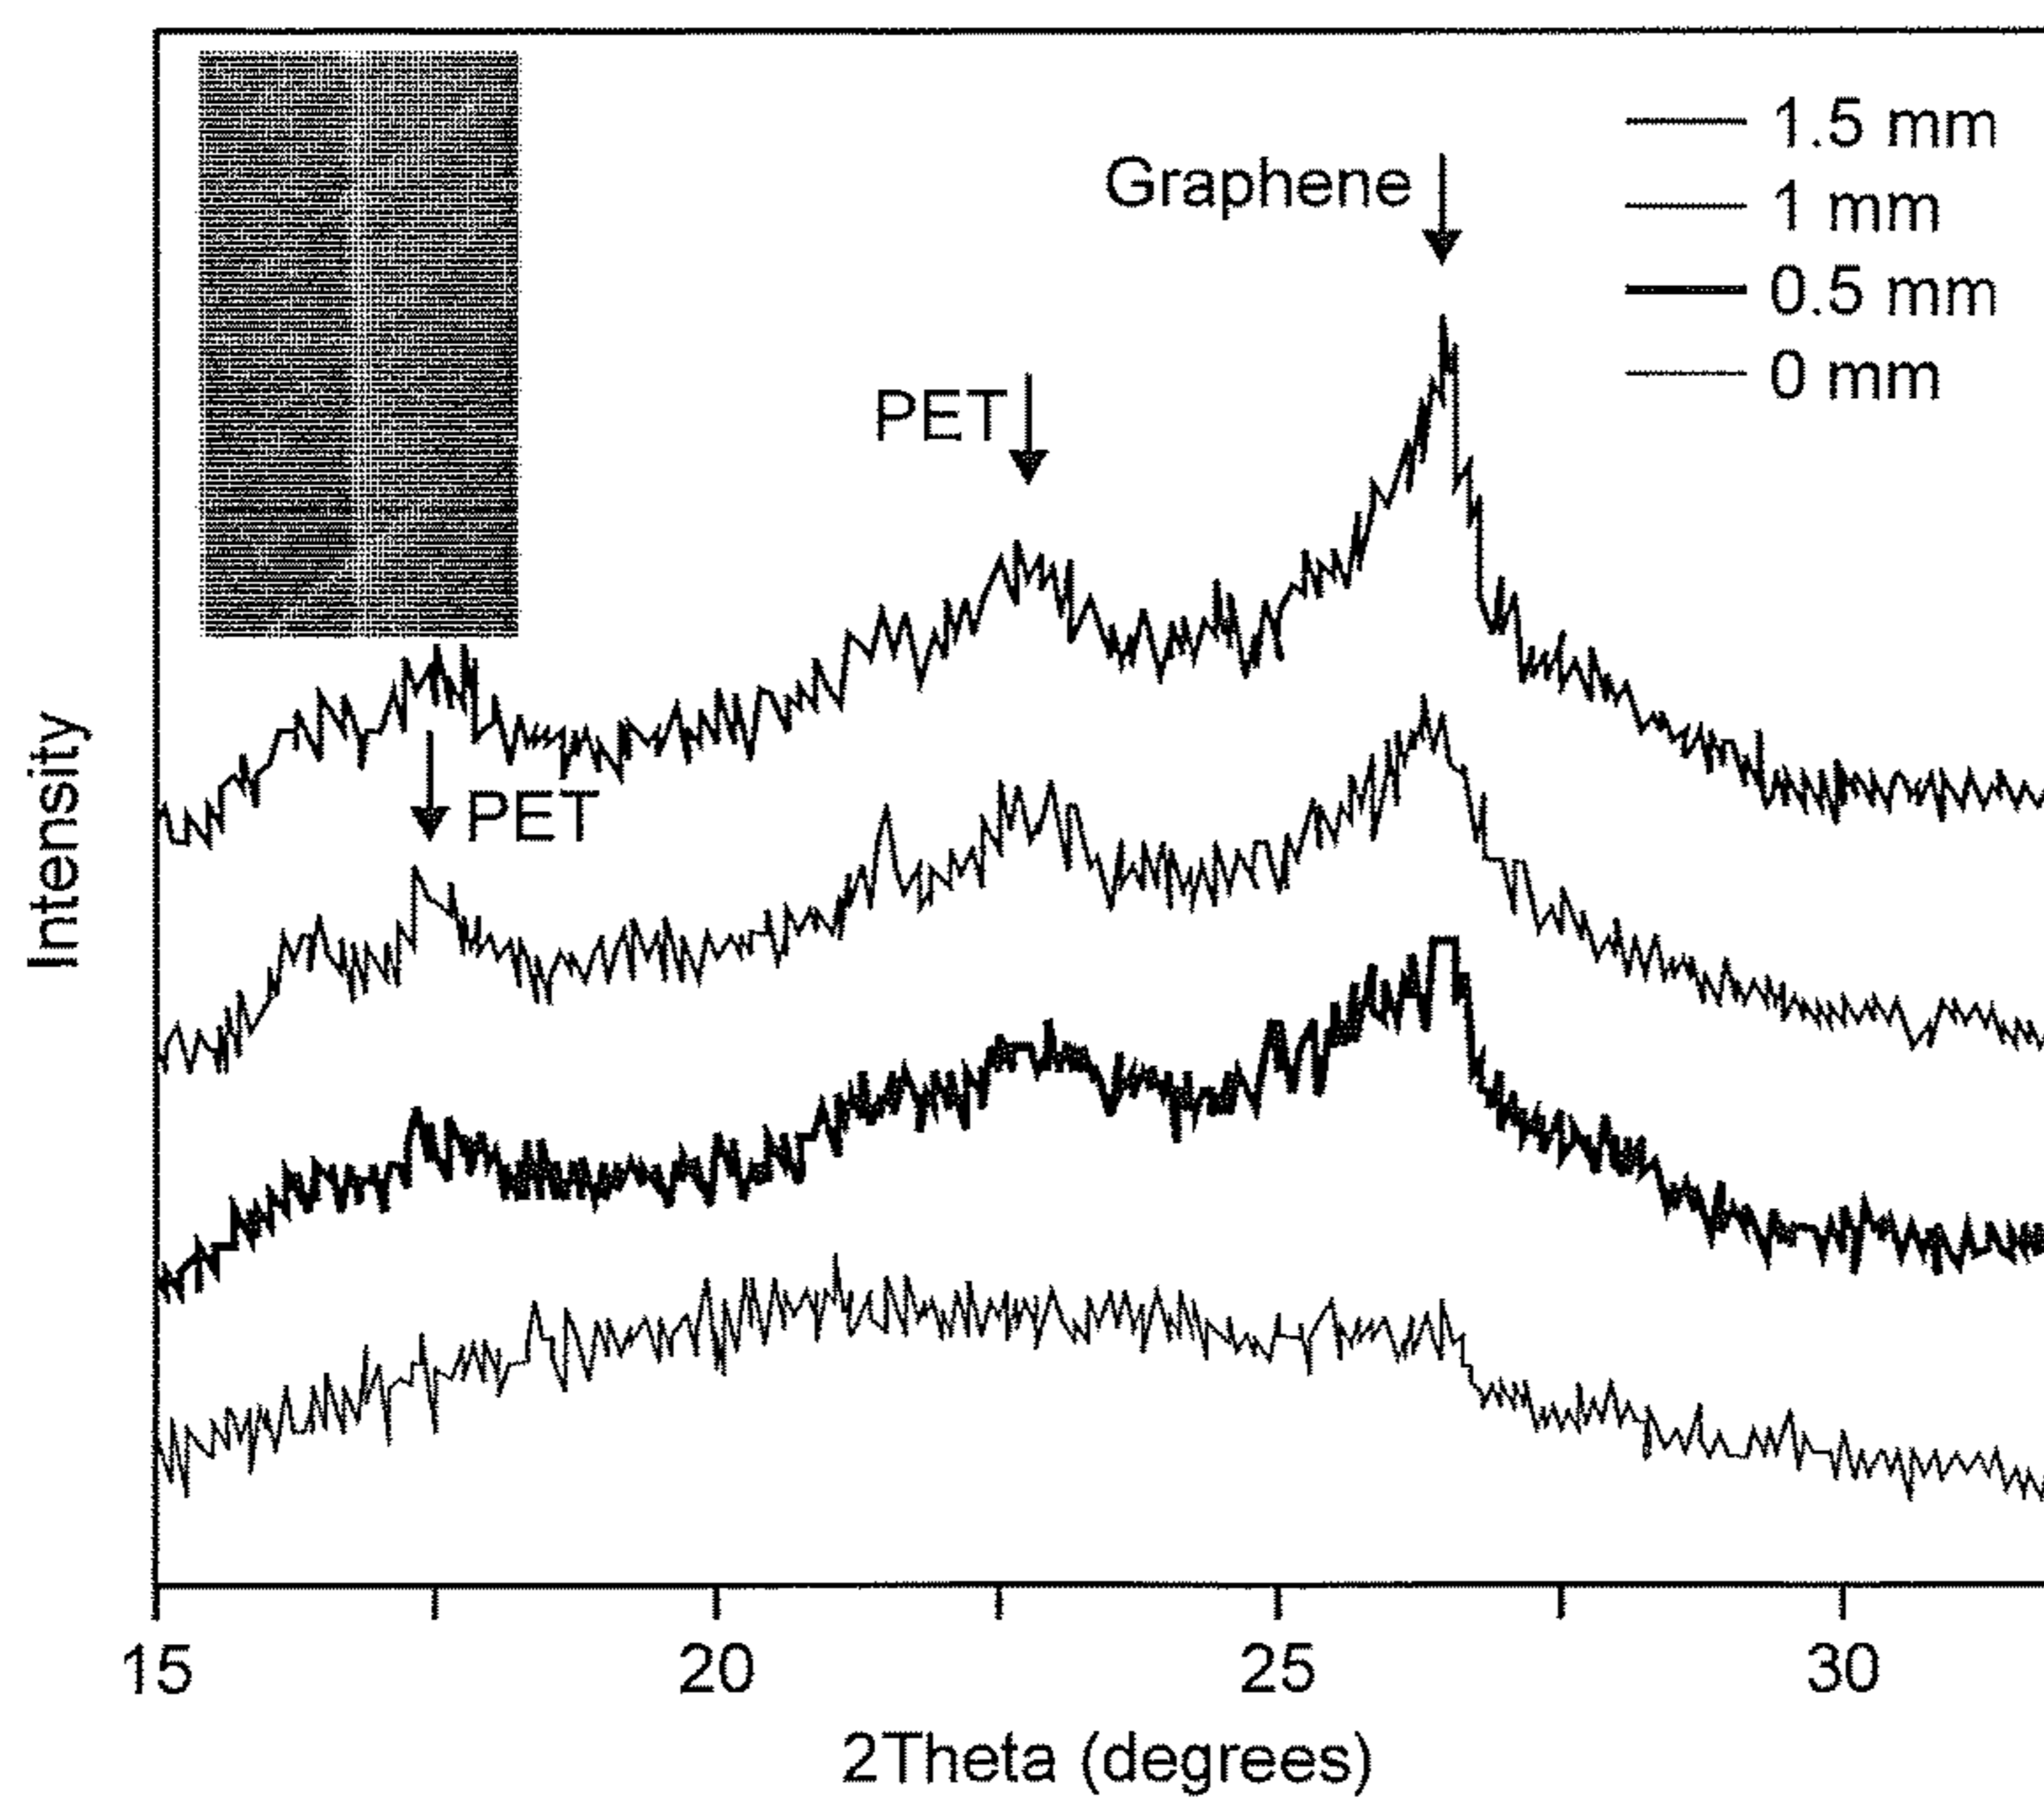 1.5 mm
Graphene
1 mm
0.5 mm
PET
0 mm
PET
Intensity
15
20
25
30
2Theta (degrees)